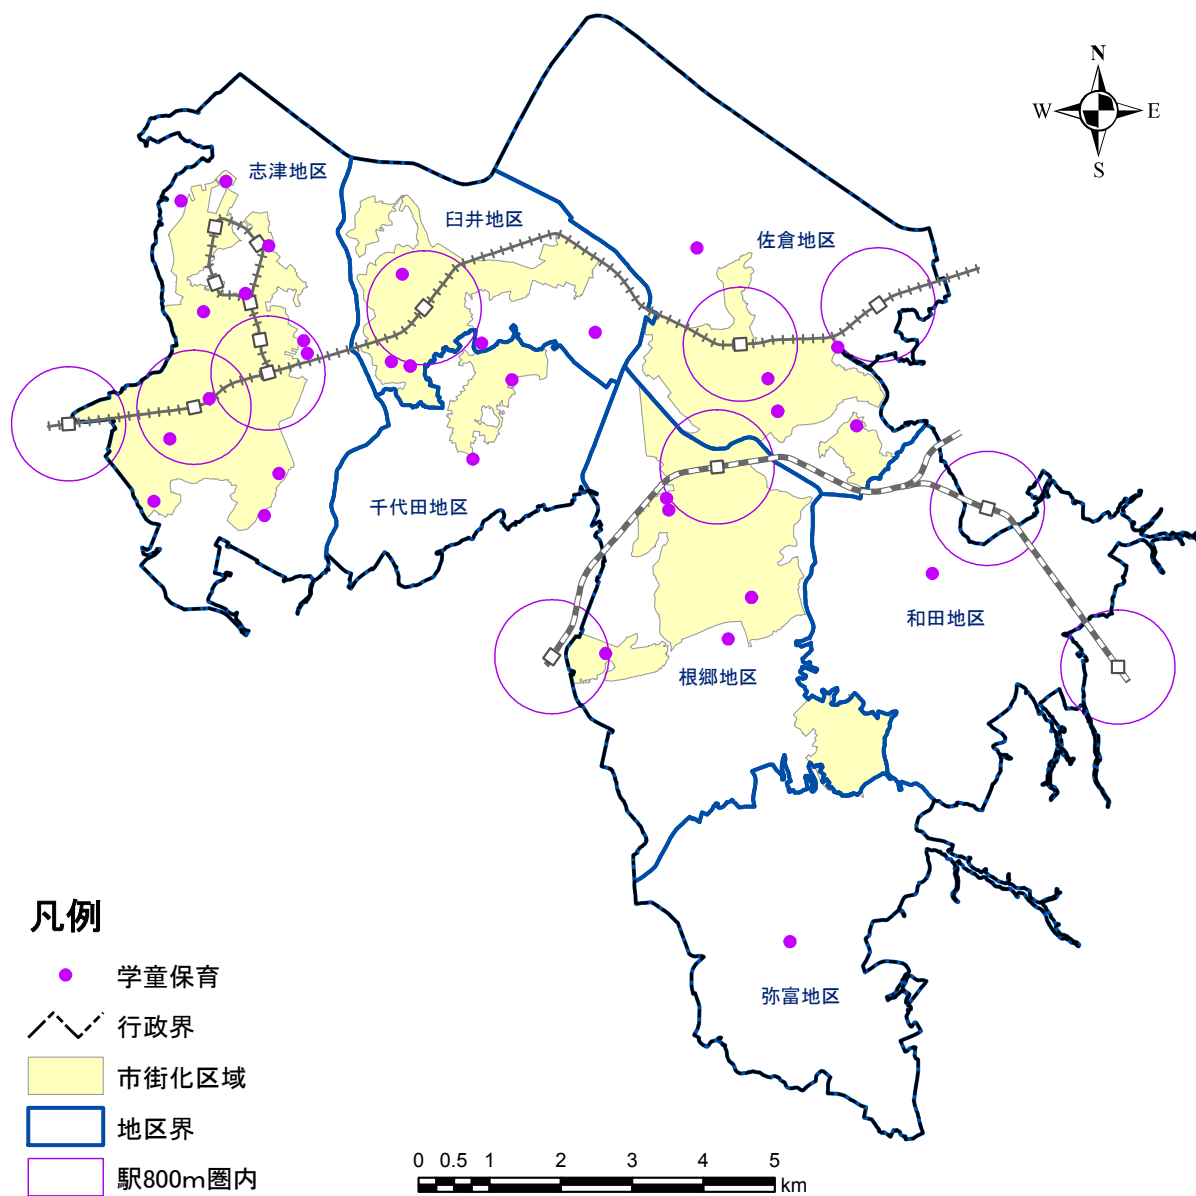 N
W
E
S
志津地区
臼井地区
佐倉地区
千代田地区
和田地区
根郷地区
弥富地区
凡例
学童保育
行政界
市街化区域
地区界
駅800m圏内
0 0.5 1 2 3 4 5
km